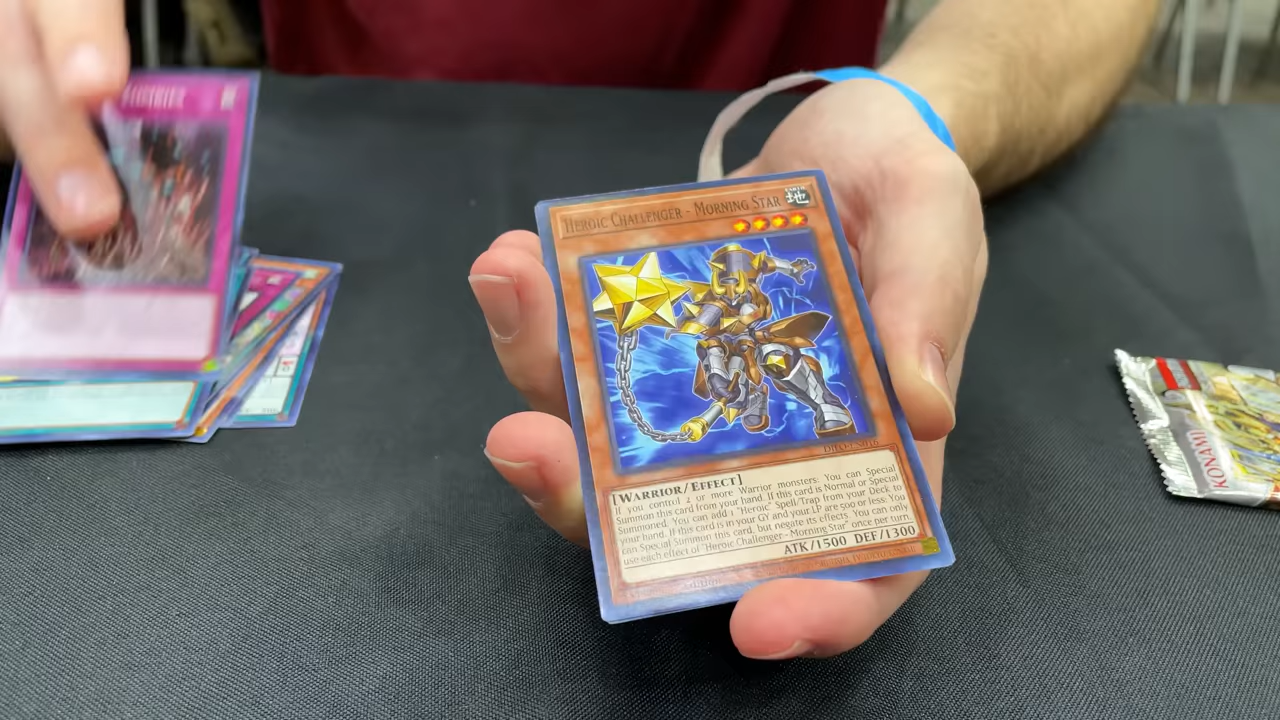 HEROIC CHALLENGER - MORNING STAR
EARTH
地
[WARRIOR/EFFECT]
If you control 2 or more Warrior monsters: You can Special
Summon this card from your hand. If this card is Normal or Special
Summoned: You can add 1 "Heroic" Spell/Trap from your Deck to
your hand. If this card is in your GY and your LP are 500 or less: You
can Special Summon this card, but negate its effects. You can only
use each effect of "Heroic Challenger - Morning Star" once per turn.
ATK/1500 DEF/1300
KONAMI